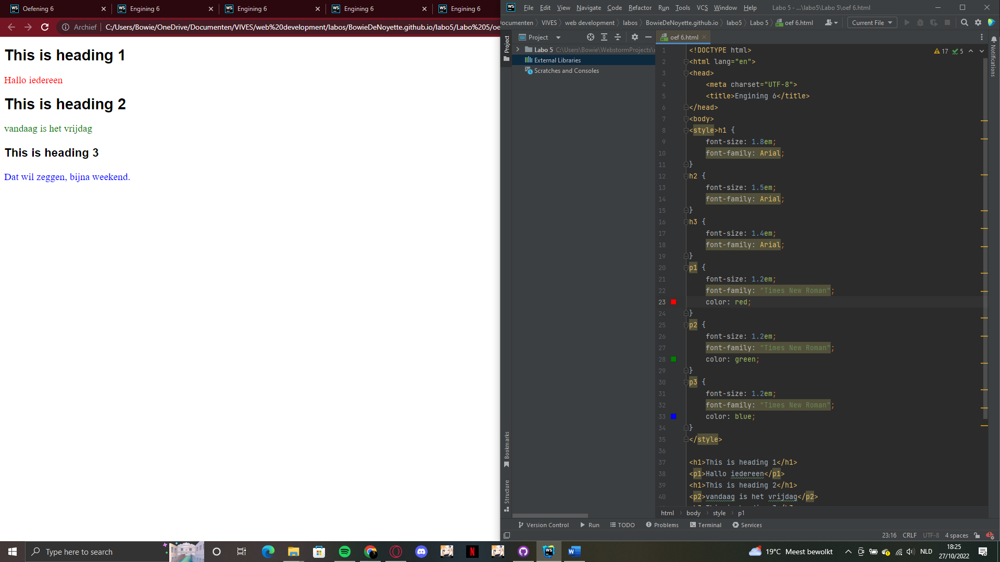 Oefening 6
Engining 6
Engining 6
Engining 6
Engining 6
Archief
C:/Users/Bowie/OneDrive/Documenten/VIVES/web%20development/labos/BowieDeNoyette.github.io/labo5/Labo%205/oe
This is heading 1
Hallo iedereen
This is heading 2
vandaag is het vrijdag
This is heading 3
Dat wil zeggen, bijna weekend.
WS File Edit View Navigate Code Refactor Run Tools VCS Window Help Labo 5 - ...\labo5\Labo 5\oef 6.html
ocumenten VIVES web development labos BowieDeNoyette.github.io labo5 Labo 5 oef 6.html Current File
Project
Project
oef 6.html
Labo 5 C:\Users\Bowie\WebstormProjects\
External Libraries
Scratches and Consoles
Notifications
17 5
1 <!DOCTYPE html>
2 <html lang="en">
3 <head>
4 <meta charset="UTF-8">
5 <title>Engining 6</title>
6 </head>
7 <body>
8 <style>h1 {
9 font-size: 1.8em;
10 font-family: Arial;
11 }
12 h2 {
13 font-size: 1.5em;
14 font-family: Arial;
15 }
16 h3 {
17 font-size: 1.4em;
18 font-family: Arial;
19 }
20 p1 {
21 font-size: 1.2em;
22 font-family: "Times New Roman";
23 color: red;
24 }
25 p2 {
26 font-size: 1.2em;
27 font-family: "Times New Roman";
28 color: green;
29 }
30 p3 {
31 font-size: 1.2em;
32 font-family: "Times New Roman";
33 color: blue;
34 }
35 </style>
36
37 <h1>This is heading 1</h1>
38 <p1>Hallo iedereen</p1>
39 <h1>This is heading 2</h1>
40 <p2>vandaag is het vrijdag</p2>
Bookmarks
Structure
html body style p1
Version Control Run TODO Problems Terminal Services
23:16 CRLF UTF-8 4 spaces
Type here to search
19°C Meest bewolkt
NLD
18:25
27/10/2022